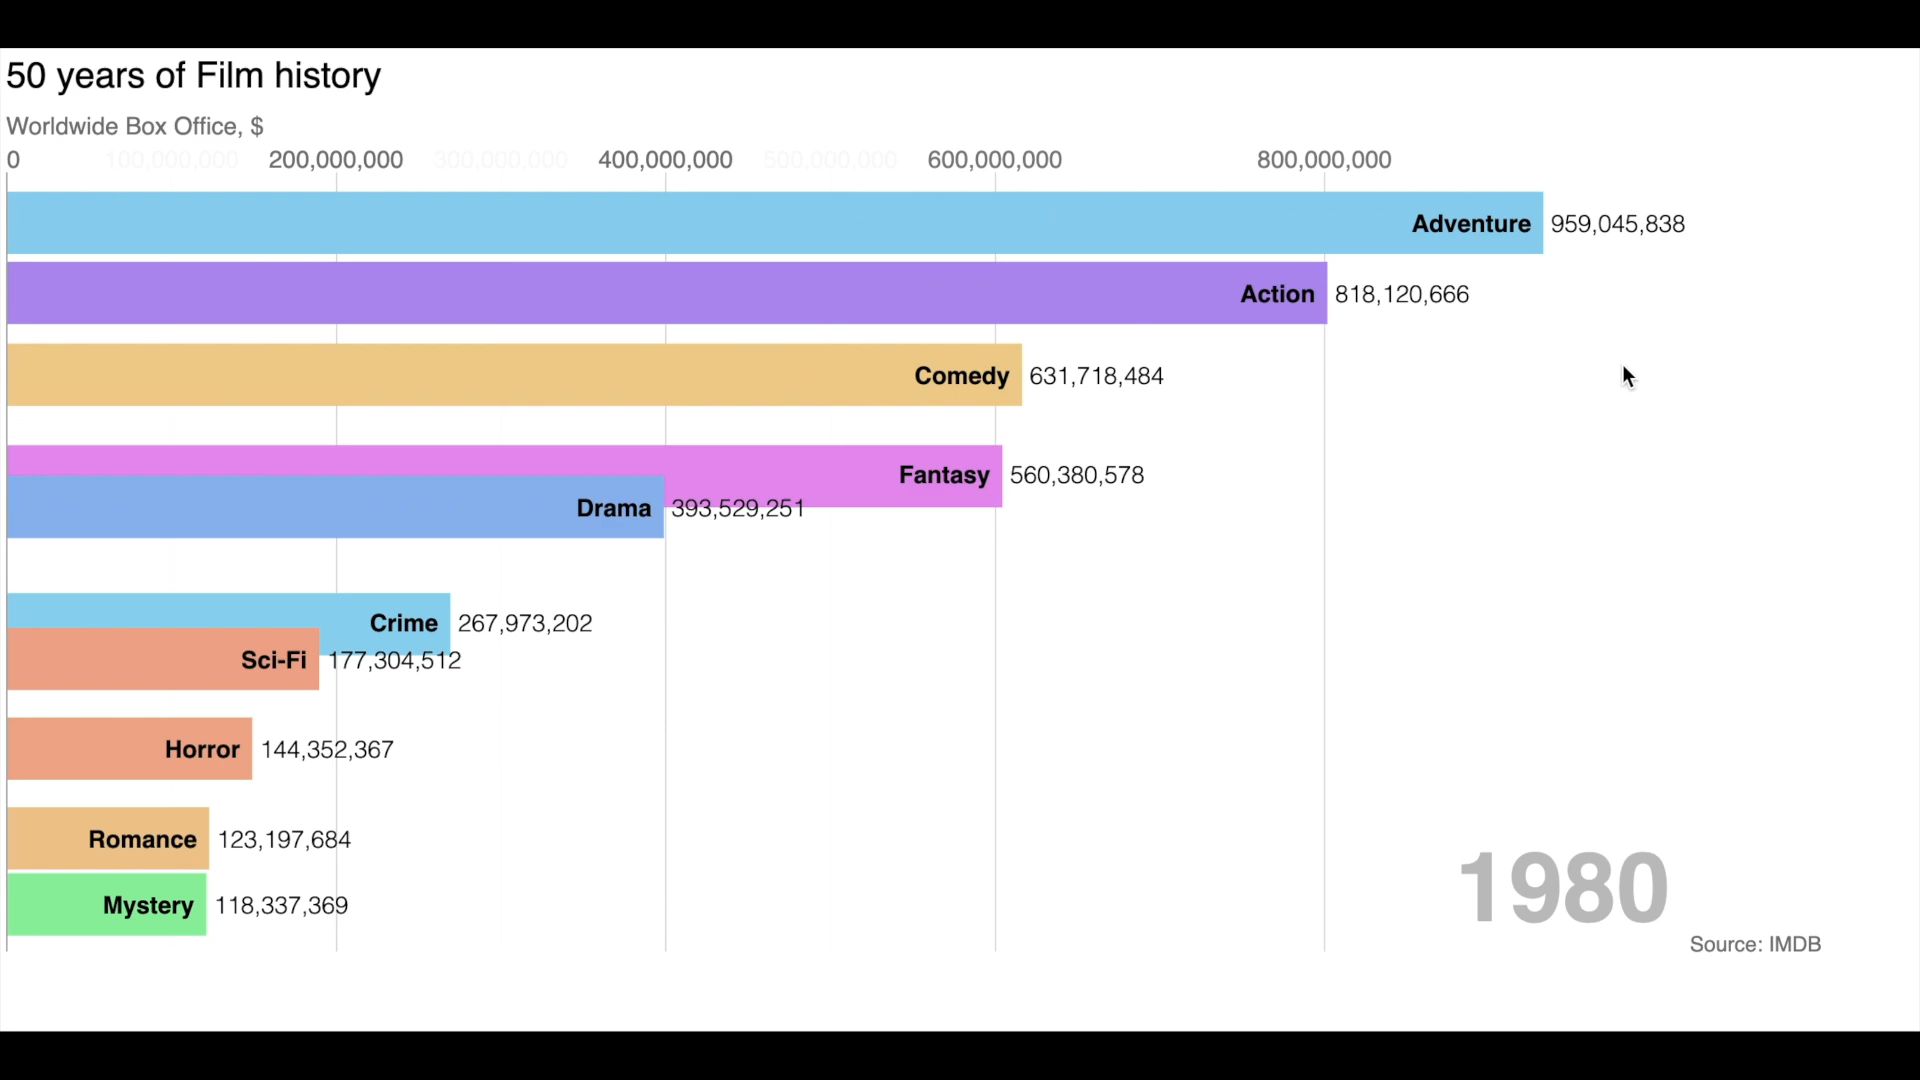 50 years of Film history
Worldwide Box Office, $
0 100,000,000 200,000,000 300,000,000 400,000,000 500,000,000 600,000,000 800,000,000
Adventure 959,045,838
Action 818,120,666
Comedy 631,718,484
Fantasy 560,380,578
Drama 393,529,251
Crime 267,973,202
Sci-Fi 177,304,512
Horror 144,352,367
Romance 123,197,684
Mystery 118,337,369
1980
Source: IMDB